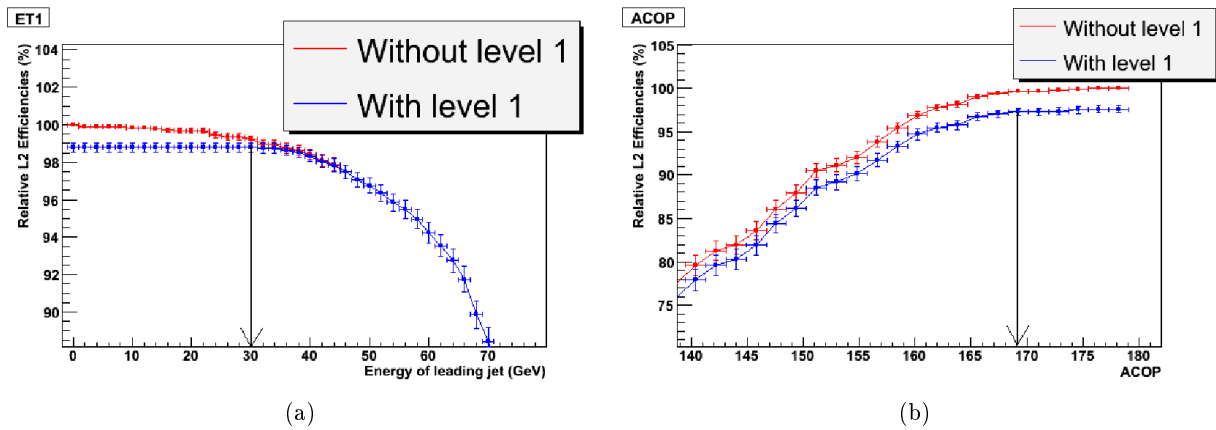 ET1
Without level 1
With level 1
Relative L2 Efficiencies (%)
104
102
100
98
96
94
92
90
0 10 20 30 40 50 60 70
Energy of leading jet (GeV)
(a)
ACOP
Without level 1
With level 1
Relative L2 Efficiencies (%)
105
100
95
90
85
80
75
140 145 150 155 160 165 170 175 180
ACOP
(b)